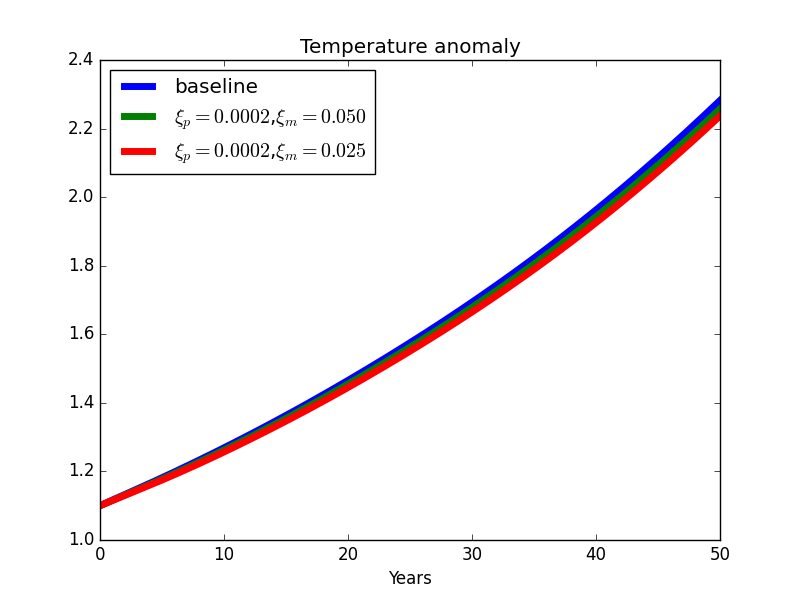 Temperature anomaly
2.4
2.2
2.0
1.8
1.6
1.4
1.2
1.0
baseline
ξp = 0.0002,ξm = 0.050
ξp = 0.0002,ξm = 0.025
0 10 20 30 40 50
Years